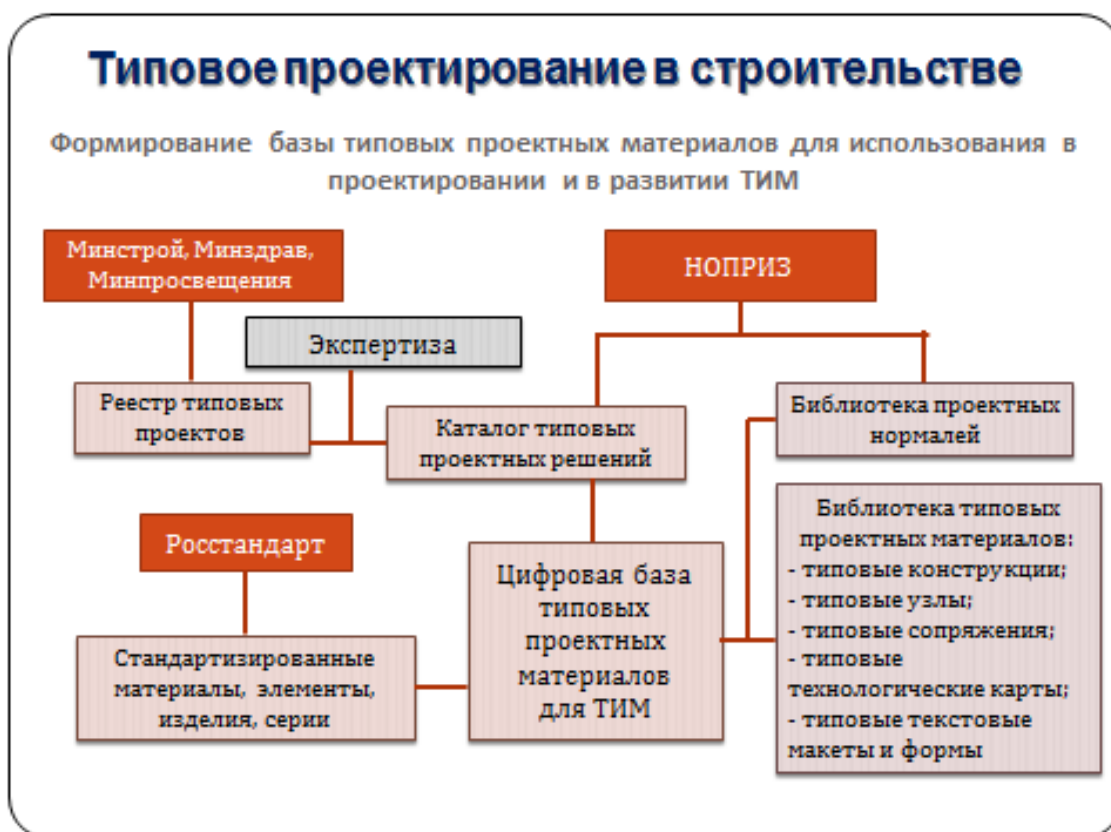 Типовое проектирование в строительстве
Формирование базы типовых проектных материалов для использования в
проектировании и в развитии ТИМ
Минстрой, Минздрав,
Минпросвещения
НОПРИЗ
Экспертиза
Реестр типовых
проектов
Каталог типовых
проектных решений
Библиотека проектных
нормалей
Росстандарт
Стандартизированные
материалы, элементы,
изделия, серии
Цифровая база
типовых
проектных
материалов
для ТИМ
Библиотека типовых
проектных материалов:
- типовые конструкции;
- типовые узлы;
- типовые сопряжения;
- типовые
технологические карты;
- типовые текстовые
макеты и формы